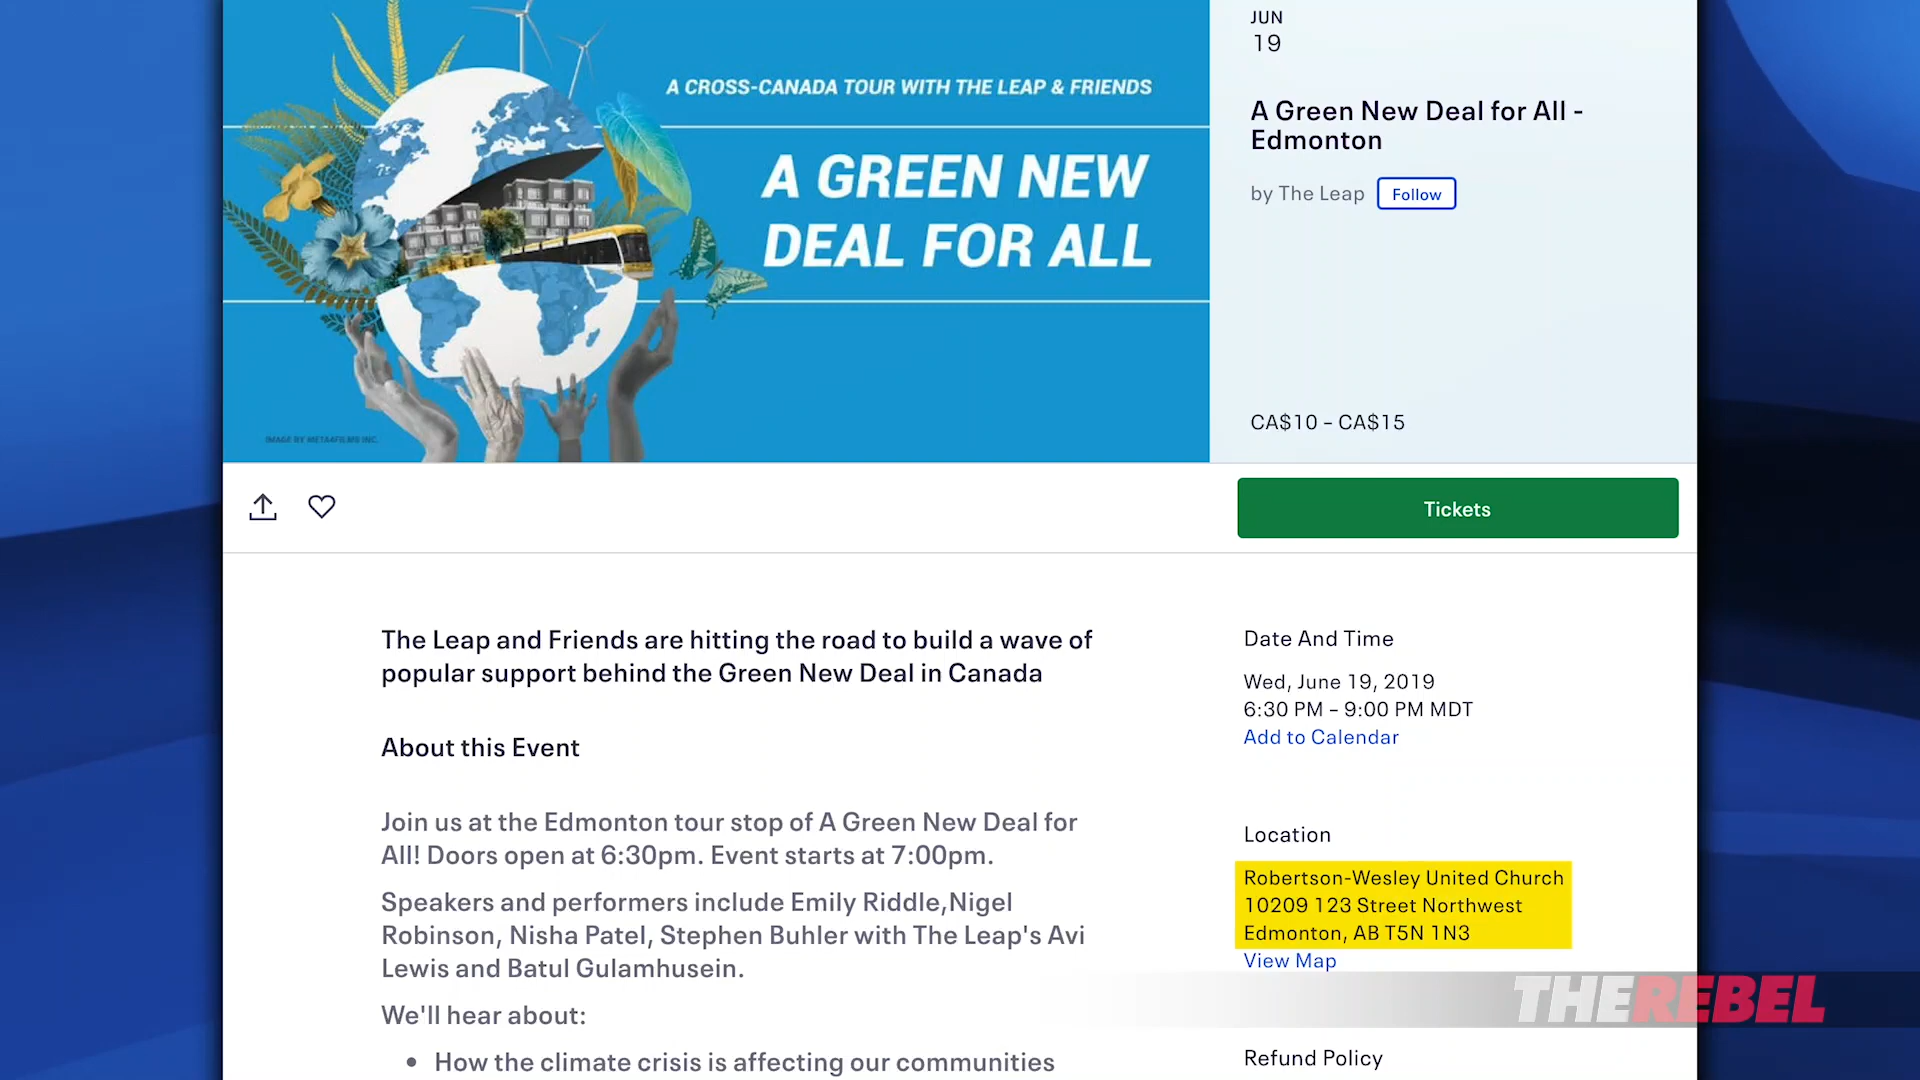 A CROSS-CANADA TOUR WITH THE LEAP & FRIENDS
A GREEN NEW
DEAL FOR ALL
IMAGE BY METAAFILMS INC.
JUN
19
A Green New Deal for All -
Edmonton
by The Leap
Follow
CA$10 – CA$15
Tickets
The Leap and Friends are hitting the road to build a wave of
popular support behind the Green New Deal in Canada
About this Event
Join us at the Edmonton tour stop of A Green New Deal for
All! Doors open at 6:30pm. Event starts at 7:00pm.
Speakers and performers include Emily Riddle,Nigel
Robinson, Nisha Patel, Stephen Buhler with The Leap's Avi
Lewis and Batul Gulamhusein.
We'll hear about:
• How the climate crisis is affecting our communities
Date And Time
Wed, June 19, 2019
6:30 PM – 9:00 PM MDT
Add to Calendar
Location
Robertson-Wesley United Church
10209 123 Street Northwest
Edmonton, AB T5N 1N3
View Map
THEREBEL
Refund Policy